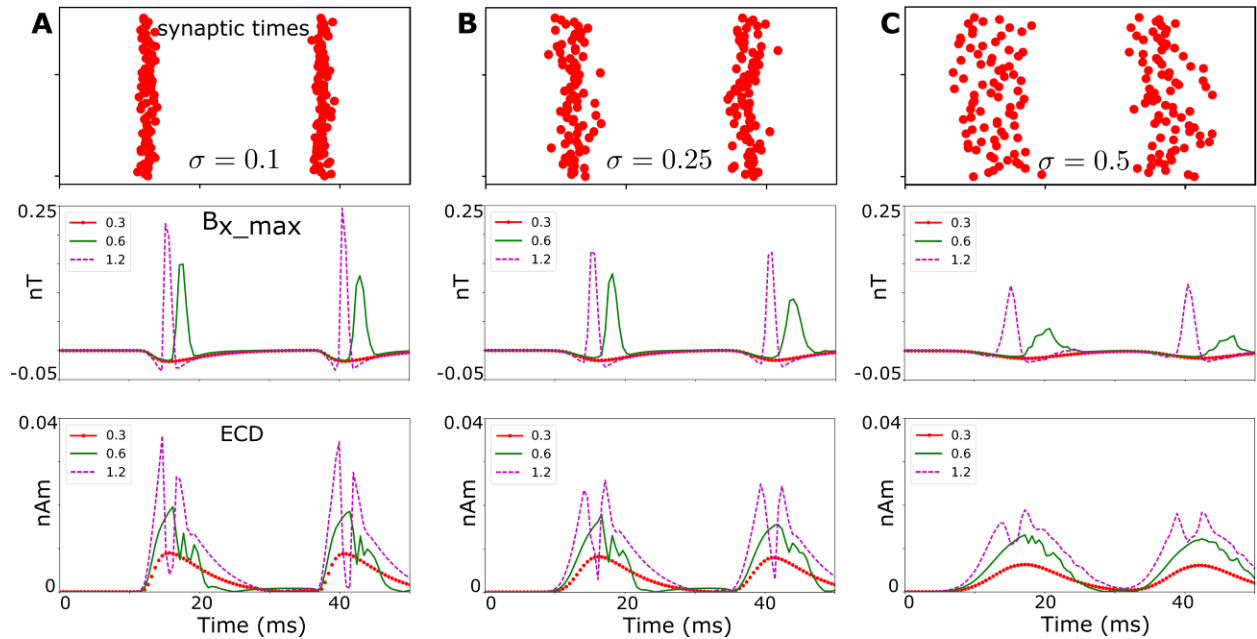 A
synaptic times
σ = 0.1
B
σ = 0.25
C
σ = 0.5
0.25
nT
-0.05
0.3
0.6
1.2
Bx_max
0.3
0.6
1.2
0.25
nT
-0.05
0.3
0.6
1.2
0.25
nT
-0.05
0.04
nAm
0
0.3
0.6
1.2
ECD
0 20 40
Time (ms)
0.04
nAm
0
0.3
0.6
1.2
0 20 40
Time (ms)
0.04
nAm
0
0.3
0.6
1.2
0 20 40
Time (ms)